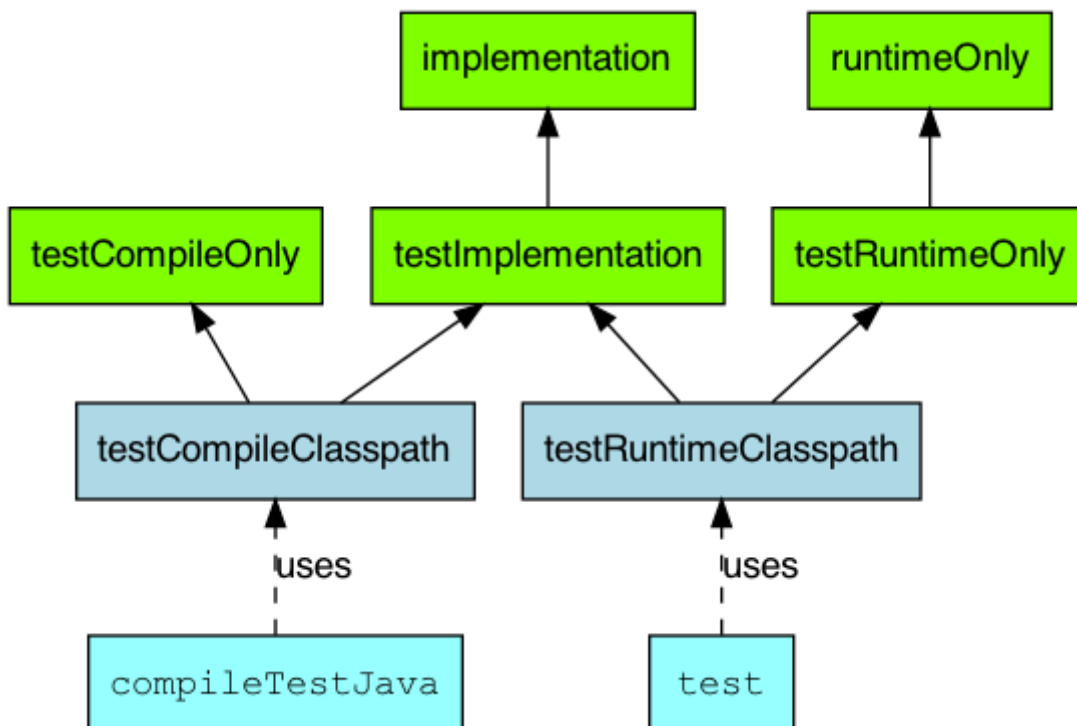 implementation
runtimeOnly
testCompileOnly
testImplementation
testRuntimeOnly
testCompileClasspath
testRuntimeClasspath
uses
uses
compileTestJava
test